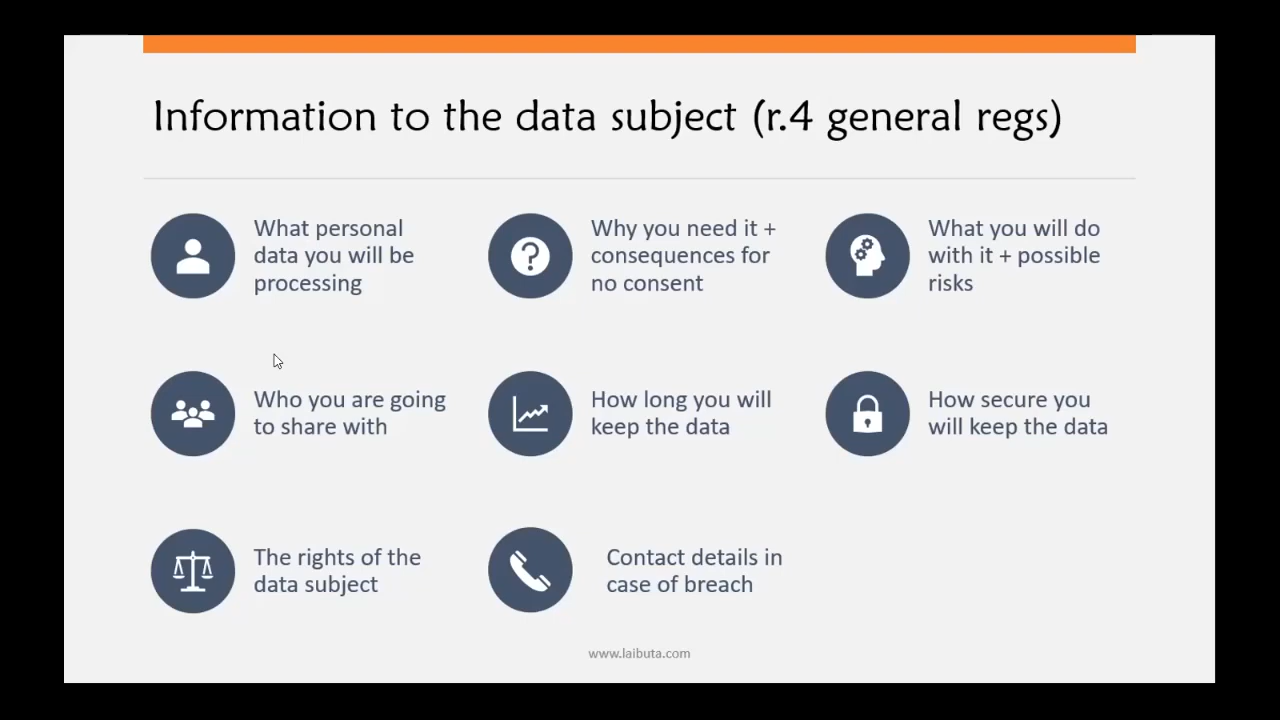 Information to the data subject (r.4 general regs)
What personal
data you will be
processing
Why you need it +
consequences for
no consent
What you will do
with it + possible
risks
Who you are going
to share with
How long you will
keep the data
How secure you
will keep the data
The rights of the
data subject
Contact details in
case of breach
www.laibuta.com